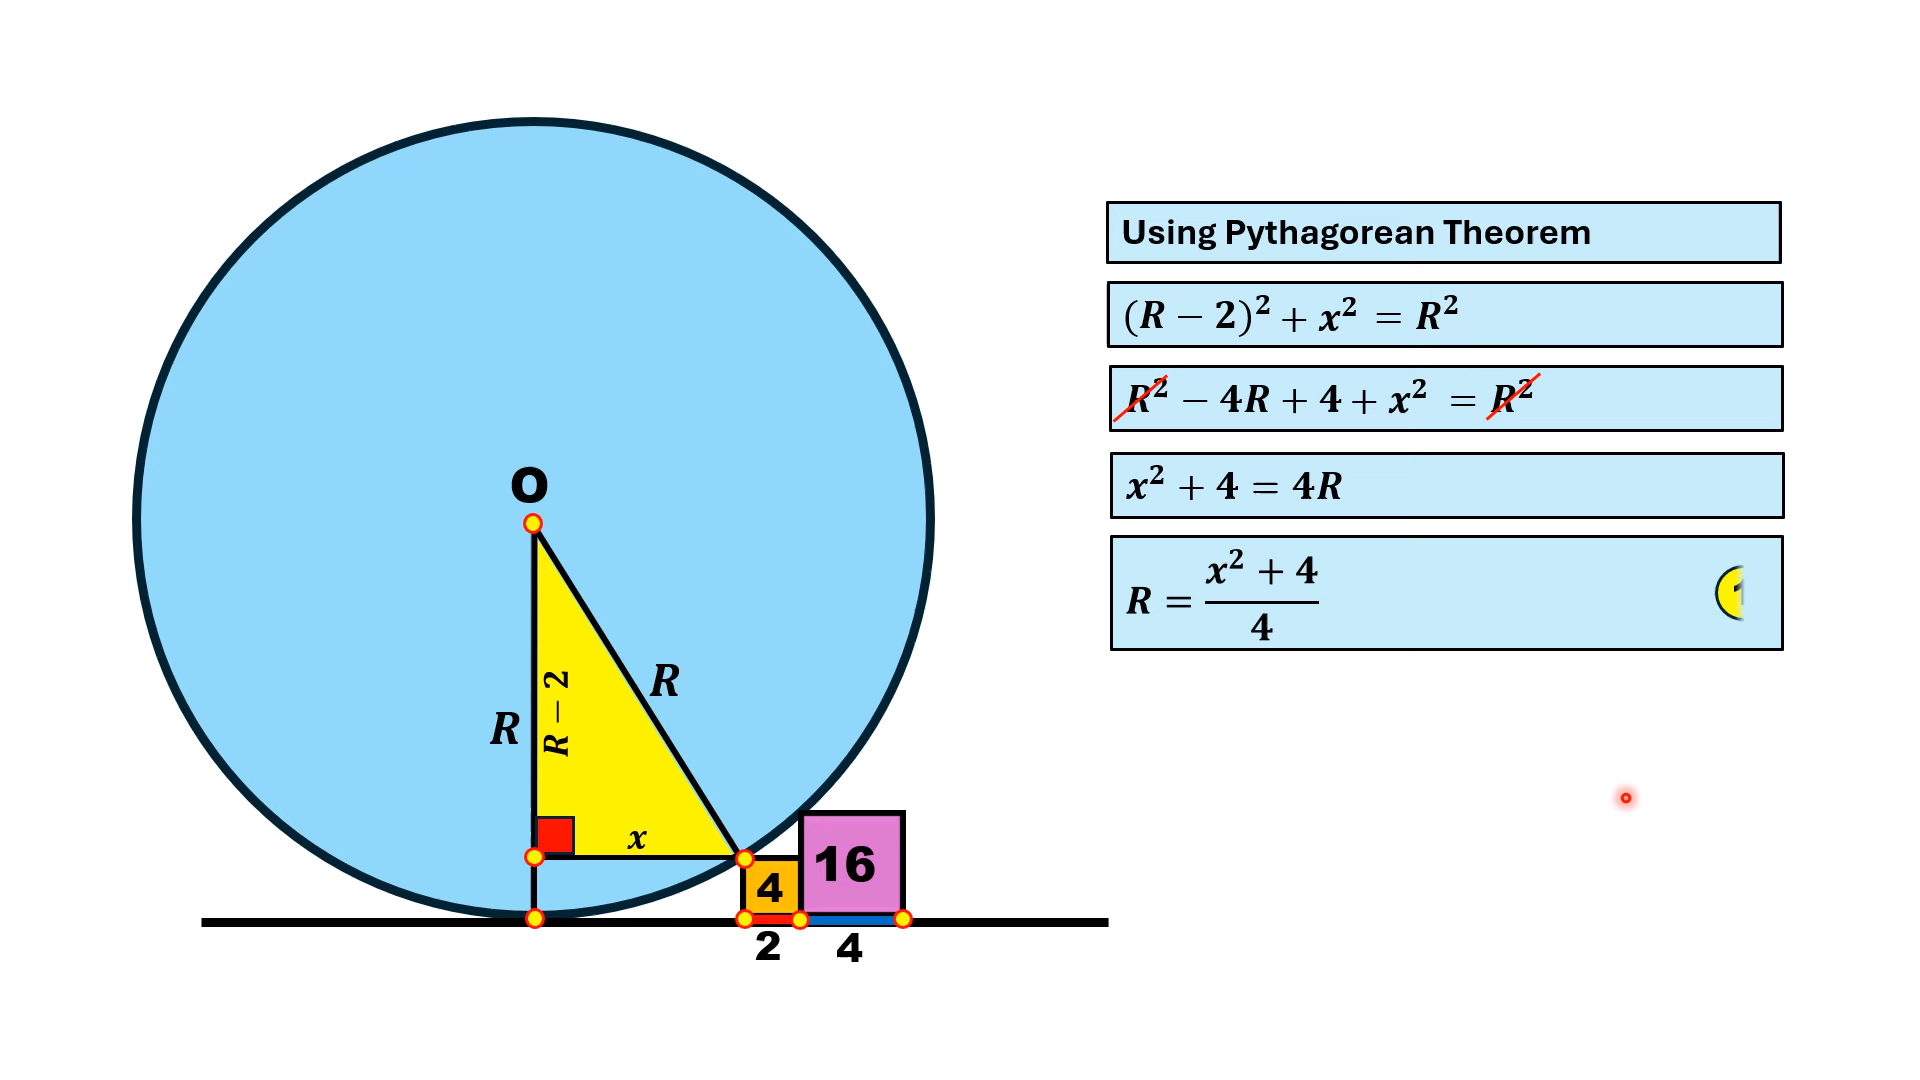 Using Pythagorean Theorem
(R − 2)² + x² = R²
R² − 4R + 4 + x² = R²
x² + 4 = 4R
R = (x² + 4)/4
1
O
R
R − 2
R
x
4
16
2
4